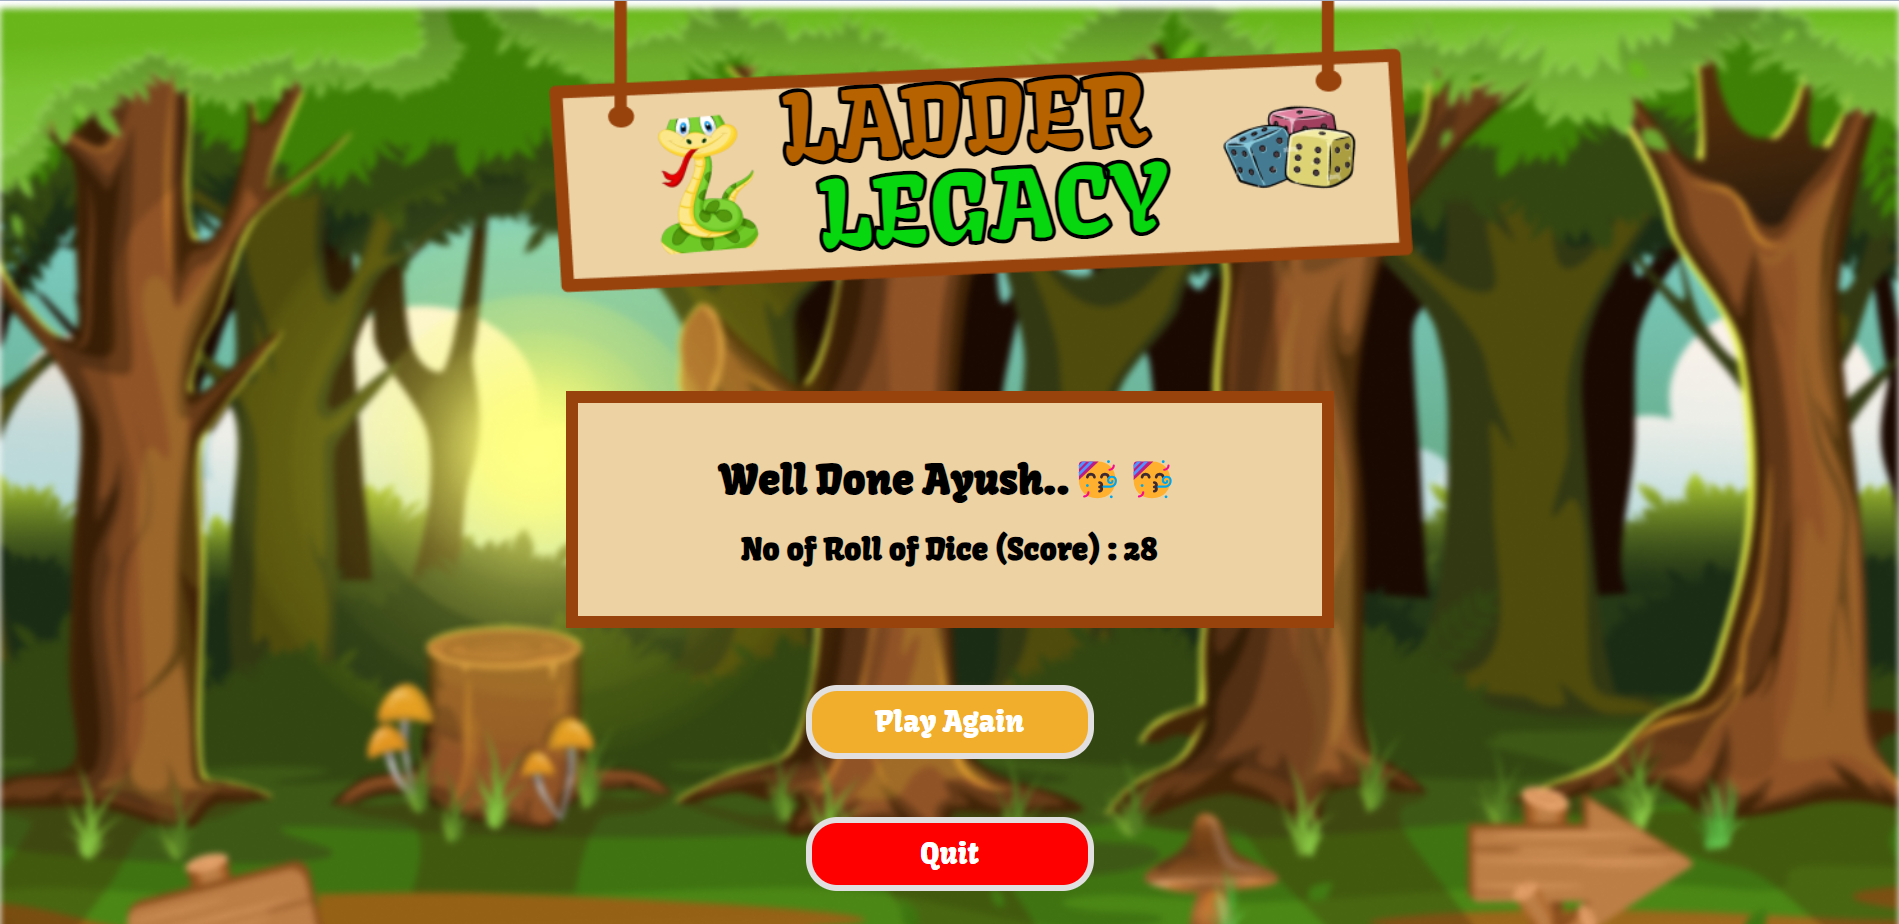 LADDER
LEGACY
Well Done Ayush.. 🥳 🥳
No of Roll of Dice (Score) : 28
Play Again
Quit